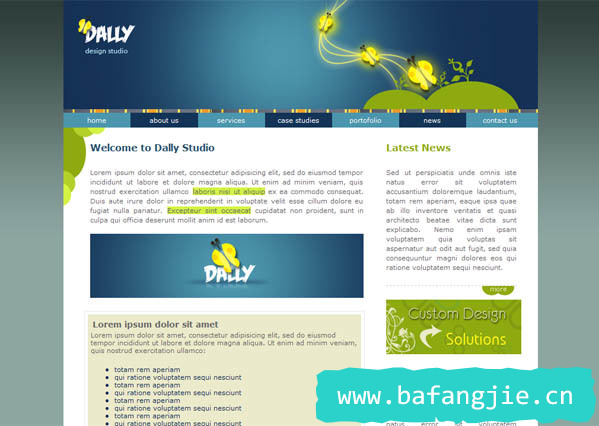 DALLY
design studio
home
about us
services
case studies
portofolio
news
contact us
Welcome to Dally Studio
Lorem ipsum dolor sit amet, consectetur adipisicing elit, sed do eiusmod tempor
incididunt ut labore et dolore magna aliqua. Ut enim ad minim veniam, quis
nostrud exercitation ullamco laboris nisi ut aliquip ex ea commodo consequat.
Duis aute irure dolor in reprehenderit in voluptate velit esse cillum dolore eu
fugiat nulla pariatur. Excepteur sint occaecat cupidatat non proident, sunt in
culpa qui officia deserunt mollit anim id est laborum.
DALLY
Lorem ipsum dolor sit amet
Lorem ipsum dolor sit amet, consectetur adipisicing elit, sed do eiusmod
tempor incididunt ut labore et dolore magna aliqua. Ut enim ad minim veniam,
quis nostrud exercitation ullamco:
totam rem aperiam
qui ratione voluptatem sequi nesciunt
totam rem aperiam
qui ratione voluptatem sequi nesciunt
totam rem aperiam
qui ratione voluptatem sequi nesciunt
totam rem aperiam
Latest News
Sed ut perspiciatis unde omnis iste
natus error sit voluptatem
accusantium doloremque laudantium,
totam rem aperiam, eaque ipsa quae
ab illo inventore veritatis et quasi
architecto beatae vitae dicta sunt
explicabo. Nemo enim ipsam
voluptatem quia voluptas sit
aspernatur aut odit aut fugit, sed quia
consequuntur magni dolores eos qui
ratione voluptatem sequi nesciunt.
more
Custom Design
Solutions
www.bafangjie.cn
natus error sit voluptatem